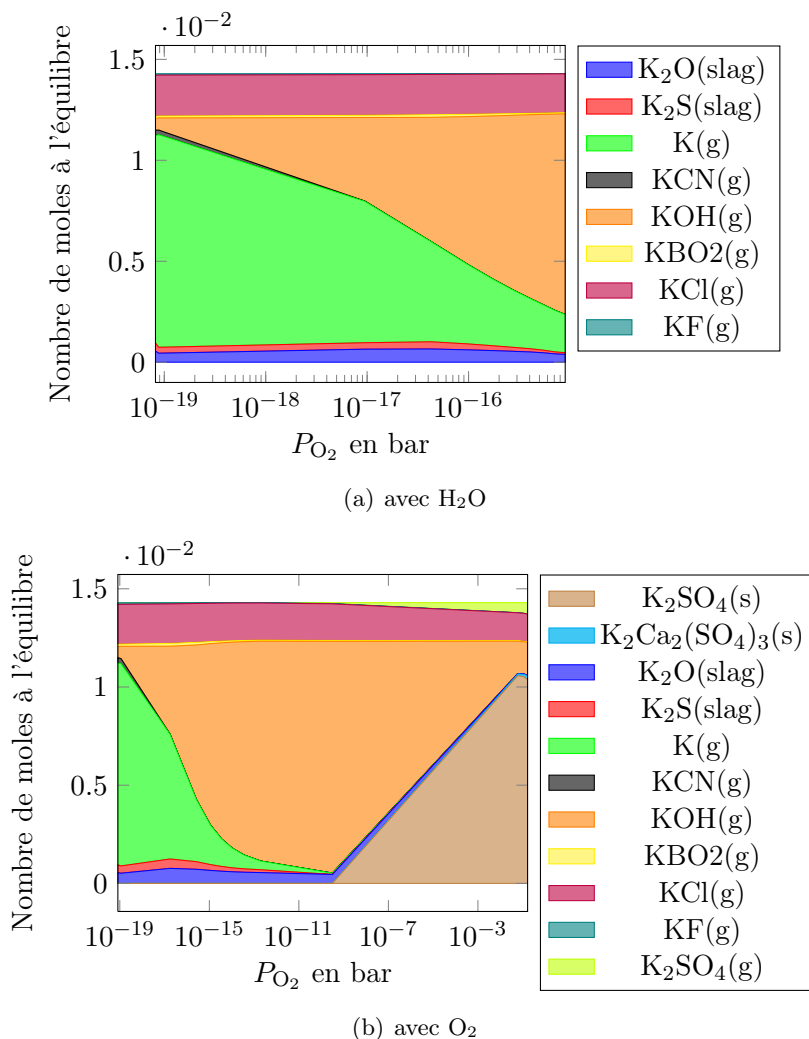 ·10⁻²
1.5
1
0.5
0
Nombre de moles à l'équilibre
10⁻¹⁹ 10⁻¹⁸ 10⁻¹⁷ 10⁻¹⁶
P_O₂ en bar
K₂O(slag)
K₂S(slag)
K(g)
KCN(g)
KOH(g)
KBO2(g)
KCl(g)
KF(g)
(a) avec H₂O
·10⁻²
1.5
1
0.5
0
Nombre de moles à l'équilibre
10⁻¹⁹ 10⁻¹⁵ 10⁻¹¹ 10⁻⁷ 10⁻³
P_O₂ en bar
K₂SO₄(s)
K₂Ca₂(SO₄)₃(s)
K₂O(slag)
K₂S(slag)
K(g)
KCN(g)
KOH(g)
KBO2(g)
KCl(g)
KF(g)
K₂SO₄(g)
(b) avec O₂